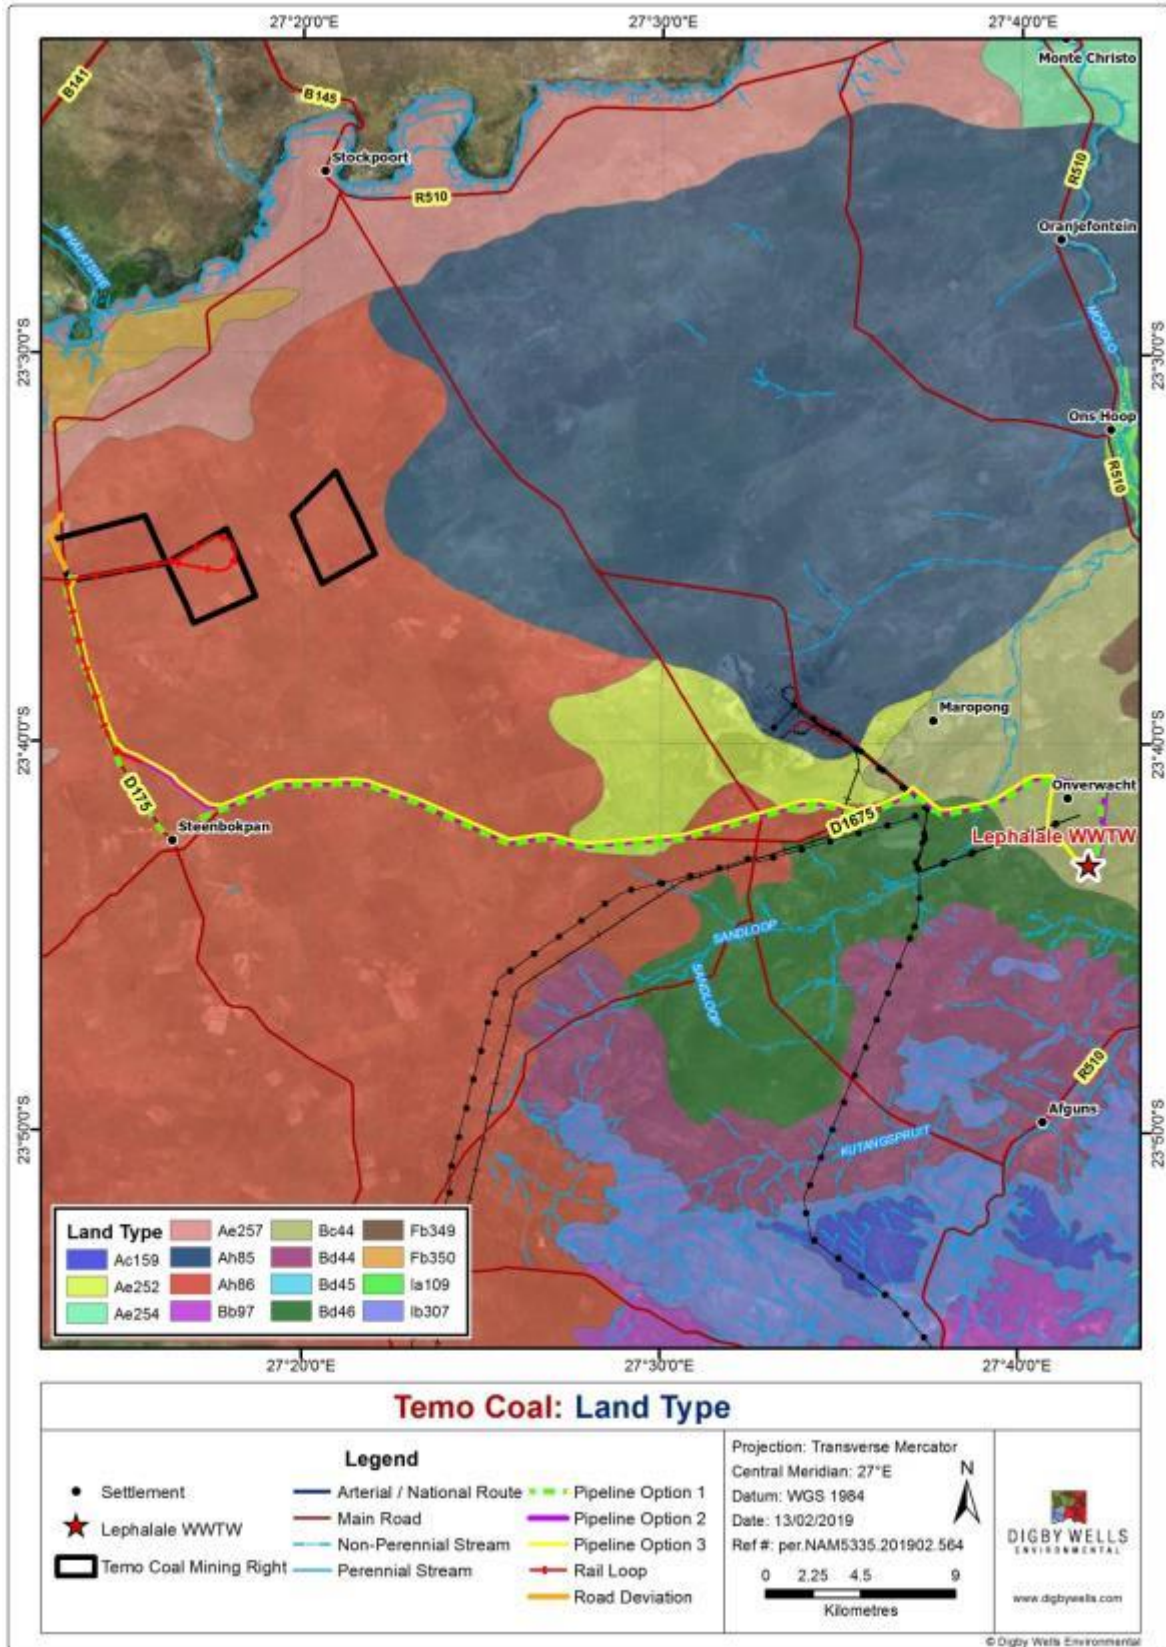 27°20'0"E 27°30'0"E 27°40'0"E
Monte Christo
B141
B145
Stockpoort
R510
R510
Oranjefontein
MHALATSWE
MOKOLO
23°30'0"S 23°30'0"S
Ons Hoop
R510
Maropong
23°40'0"S 23°40'0"S
Onverwacht
D175
D1675
Steenbokpan
Lephalale WWTW
SANDLOOP
SANDLOOP
R510
Afguns
23°50'0"S 23°50'0"S
KUTANGSPRUIT
Land Type
Ac159
Ae252
Ae254
Ae257
Ah85
Ah86
Bb97
Bc44
Bd44
Bd45
Bd46
Fb349
Fb350
Ia109
Ib307
27°20'0"E 27°30'0"E 27°40'0"E
Temo Coal: Land Type
Legend
Settlement
Lephalale WWTW
Temo Coal Mining Right
Arterial / National Route
Main Road
Non-Perennial Stream
Perennial Stream
Pipeline Option 1
Pipeline Option 2
Pipeline Option 3
Rail Loop
Road Deviation
Projection: Transverse Mercator
Central Meridian: 27°E
Datum: WGS 1984
Date: 13/02/2019
Ref #: per.NAM5335.201902.564
N
0 2.25 4.5 9
Kilometres
DIGBY WELLS
ENVIRONMENTAL
www.digbywells.com
© Digby Wells Environmental